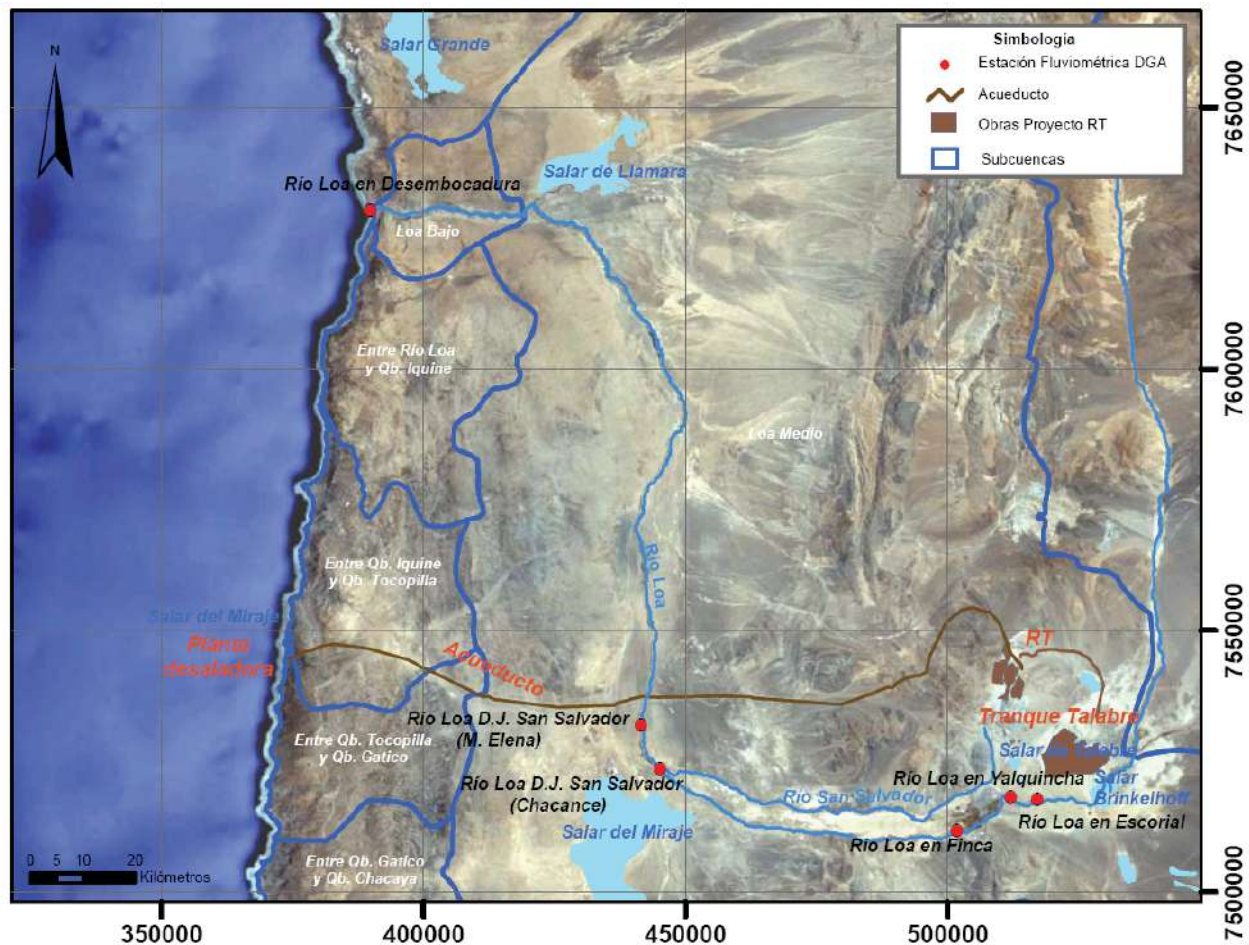 Simbología
Estación Fluviométrica DGA
Acueducto
Obras Proyecto RT
Subcuencas
N
Salar Grande
Salar de Llamara
Río Loa en Desembocadura
Loa Bajo
Entre Río Loa
y Qb. Iquine
Loa Medio
Río Loa
Entre Qb. Iquine
y Qb. Tocopilla
Salar del Miraje
Planta
desaladora
Acueducto
RT
Tranque Talabre
Río Loa D.J. San Salvador
(M. Elena)
Entre Qb. Tocopilla
y Qb. Gatico
Salar de Talabre
Río Loa D.J. San Salvador
(Chacance)
Río Loa en Yalquincha
Salar
Brinkelhoff
Río San Salvador
Río Loa en Escorial
Salar del Miraje
Río Loa en Finca
Entre Qb. Gatico
y Qb. Chacaya
0 5 10 20
Kilómetros
350000 400000 450000 500000
7650000
7600000
7550000
7500000